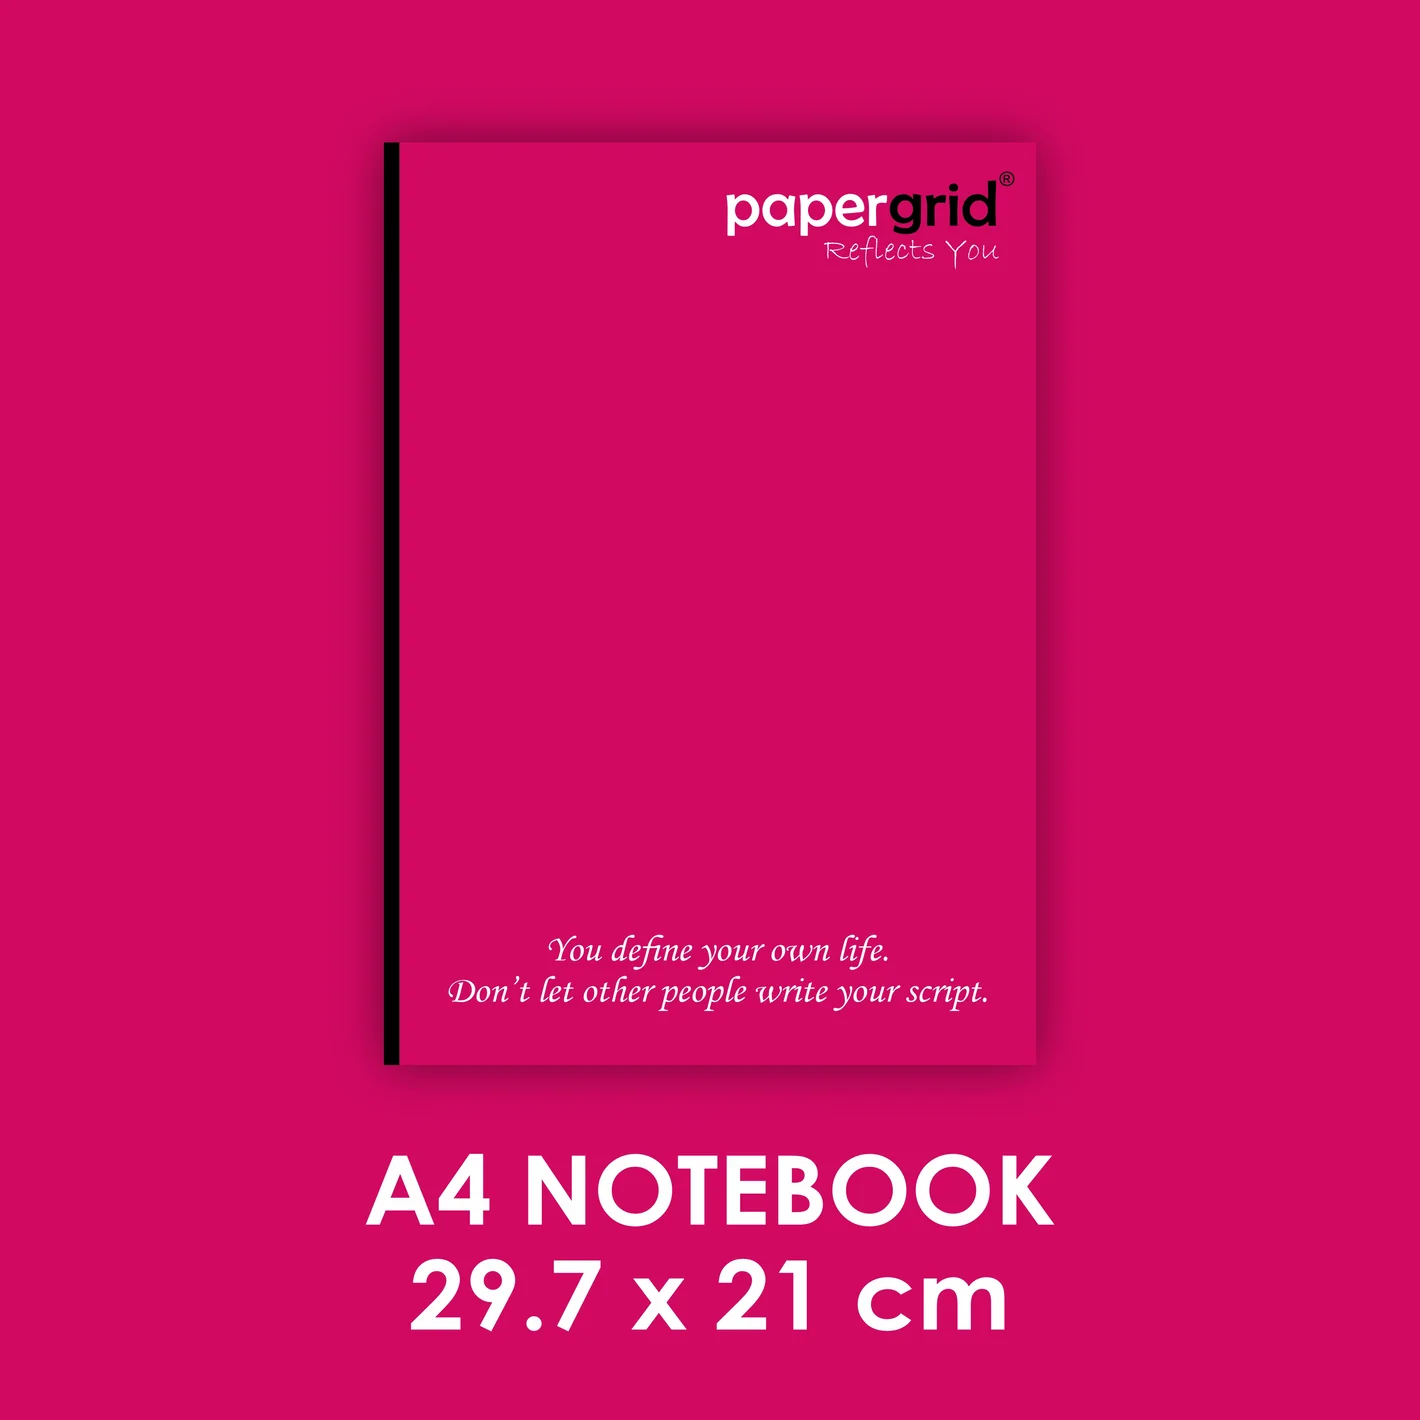 papergrid®
Reflects You
You define your own life.
Don't let other people write your script.
A4 NOTEBOOK
29.7 x 21 cm